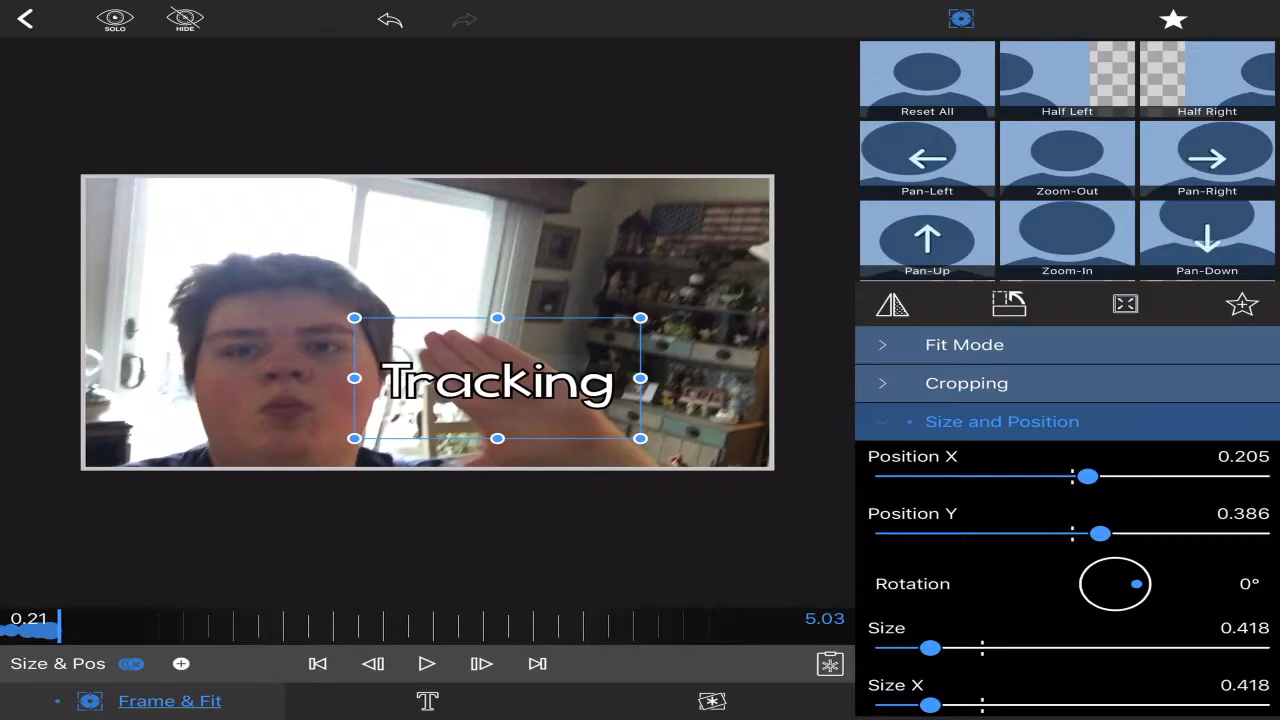 SOLO
HIDE
Reset All
Half Left
Half Right
Pan-Left
Zoom-Out
Pan-Right
Pan-Up
Zoom-In
Pan-Down
Tracking
Fit Mode
Cropping
Size and Position
Position X 0.205
Position Y 0.386
Rotation 0°
Size 0.418
Size X 0.418
0.21
5.03
Size & Pos
Frame & Fit
T